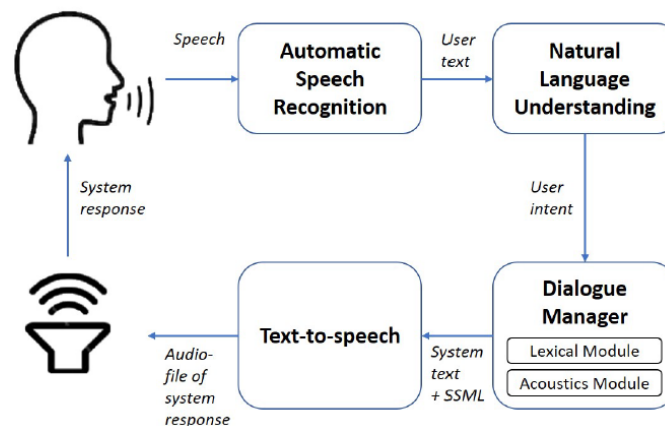 Speech
Automatic
Speech
Recognition
User
text
Natural
Language
Understanding
User
intent
Dialogue
Manager
Lexical Module
Acoustics Module
System
text
+ SSML
Text-to-speech
Audio-
file of
system
response
System
response